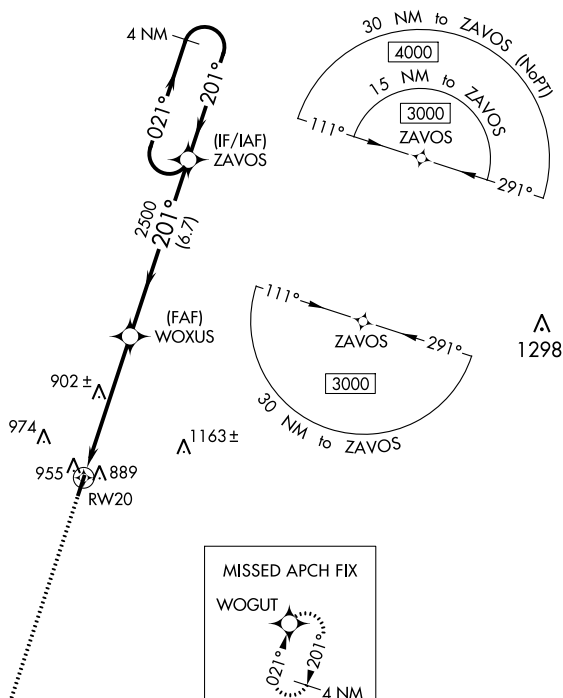 4 NM
021°
201°
(IF/IAF)
ZAVOS
2500
201°
(6.7)
(FAF)
WOXUS
902 ±
974
955
889
1163 ±
RW20
30 NM to ZAVOS (NoPT)
4000
15 NM to ZAVOS
3000
ZAVOS
111°
291°
111°
ZAVOS
291°
3000
30 NM to ZAVOS
1298
MISSED APCH FIX
WOGUT
021°
201°
4 NM